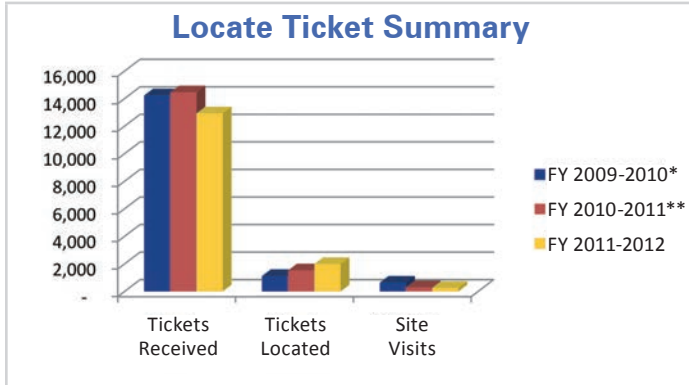 Locate Ticket Summary
16,000
14,000
12,000
10,000
8,000
6,000
4,000
2,000
-
FY 2009-2010*
FY 2010-2011**
FY 2011-2012
Tickets Received
Tickets Located
Site Visits